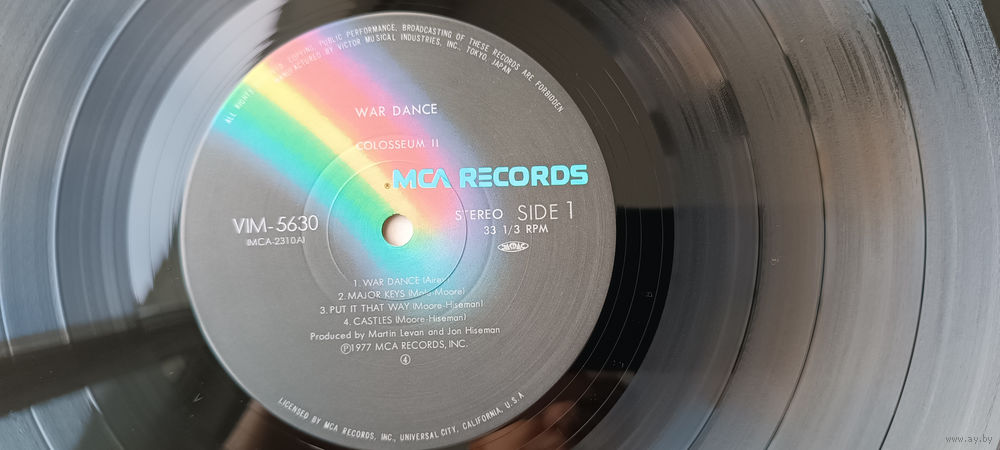 ALL RIGHTS COPYING, PUBLIC PERFORMANCE, BROADCASTING OF THESE RECORDS ARE FORBIDDEN.
MANUFACTURED BY VICTOR MUSICAL INDUSTRIES, INC., TOKYO, JAPAN
WAR DANCE
COLOSSEUM II
MCA RECORDS
VIM-5630
(MCA-2310A)
STEREO SIDE 1
33 1/3 RPM
1. WAR DANCE (Airey)
2. MAJOR KEYS (Mole-Moore)
3. PUT IT THAT WAY (Moore-Hiseman)
4. CASTLES (Moore-Hiseman)
Produced by Martin Levan and Jon Hiseman
Ⓟ1977 MCA RECORDS, INC.
④
LICENSED BY MCA RECORDS, INC., UNIVERSAL CITY, CALIFORNIA, U.S.A
www.ay.by